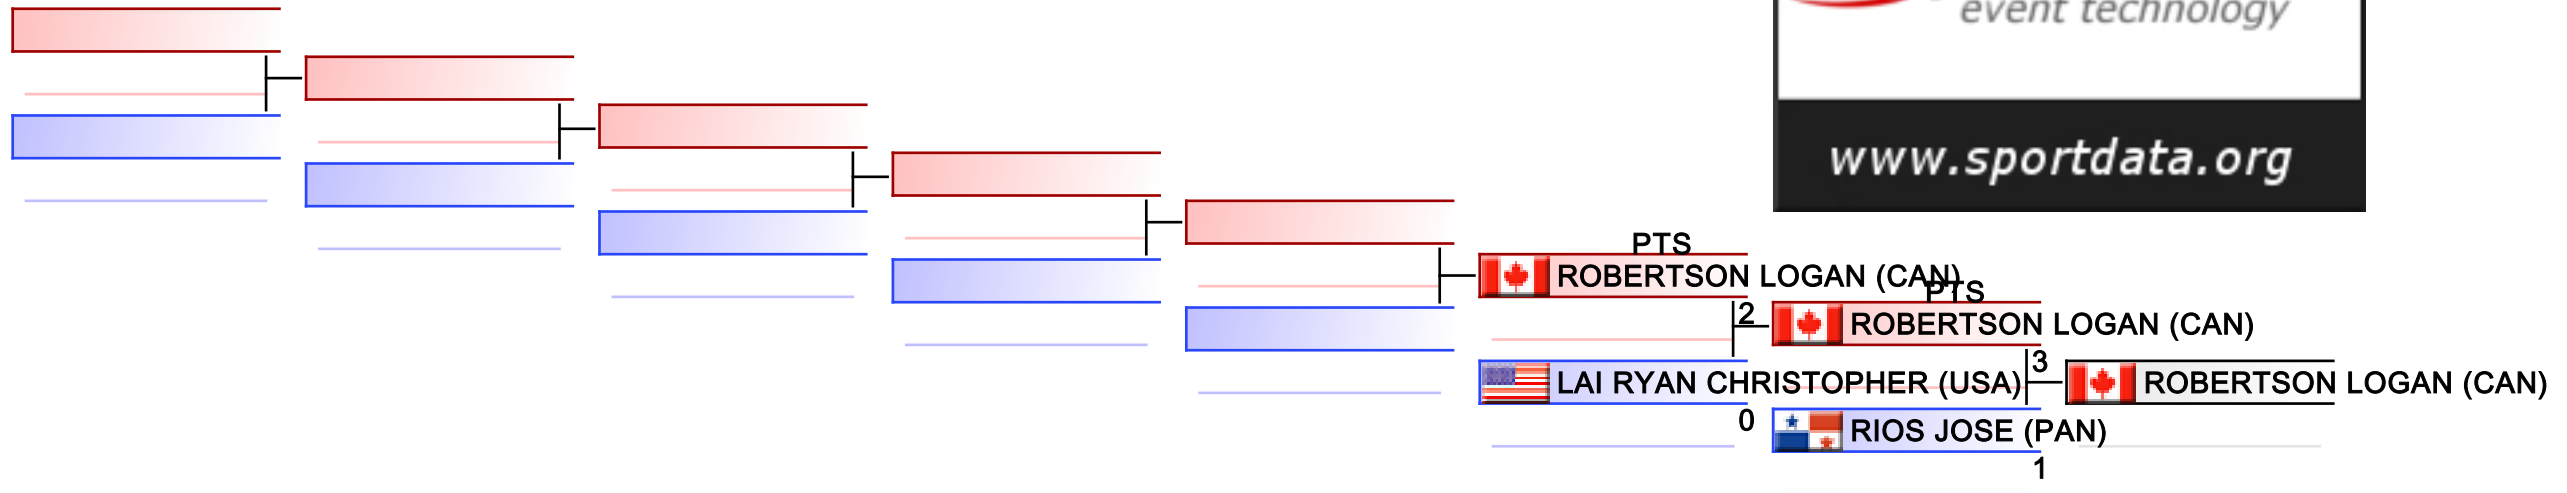 event technology
www.sportdata.org
PTS
ROBERTSON LOGAN (CAN)
PTS
2
ROBERTSON LOGAN (CAN)
3
LAI RYAN CHRISTOPHER (USA)
ROBERTSON LOGAN (CAN)
0
RIOS JOSE (PAN)
1